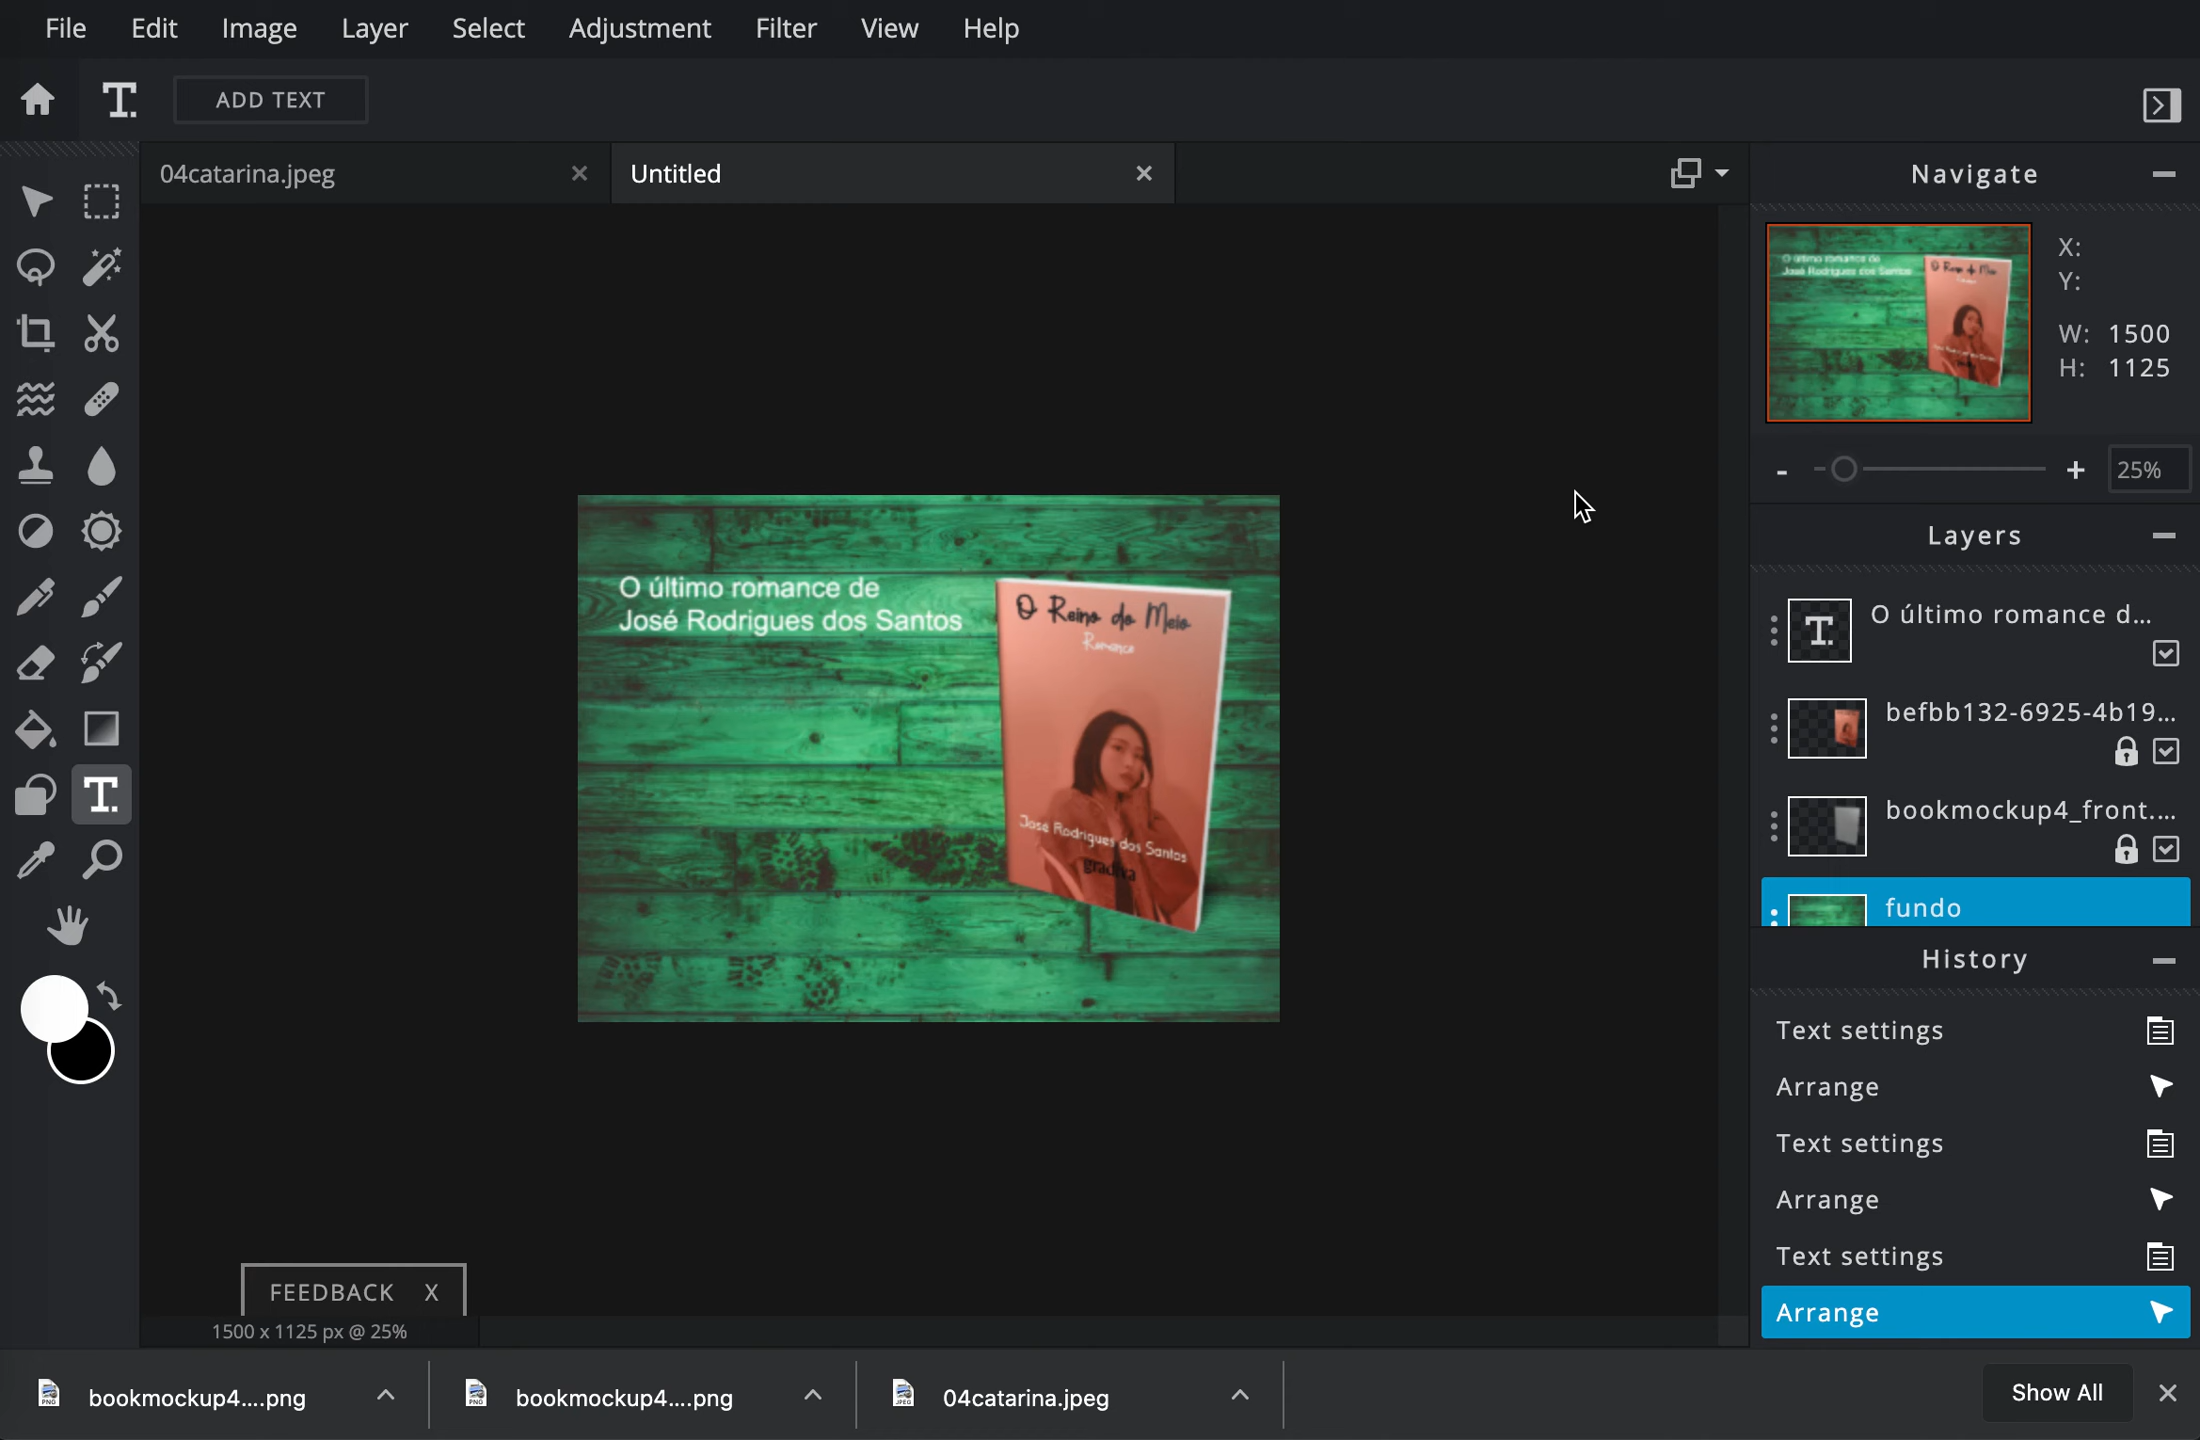 File Edit Image Layer Select Adjustment Filter View Help
T. ADD TEXT
04catarina.jpeg
Untitled
Navigate
X:
Y:
W: 1500
H: 1125
- + 25%
O último romance de
José Rodrigues dos Santos
O Reino do Meio
Romance
José Rodrigues dos Santos
gradiva
Layers
T. O último romance d...
befbb132-6925-4b19...
bookmockup4_front....
fundo
History
Text settings
Arrange
Text settings
Arrange
Text settings
Arrange
T.
FEEDBACK X
1500 x 1125 px @ 25%
bookmockup4....png
bookmockup4....png
04catarina.jpeg
Show All